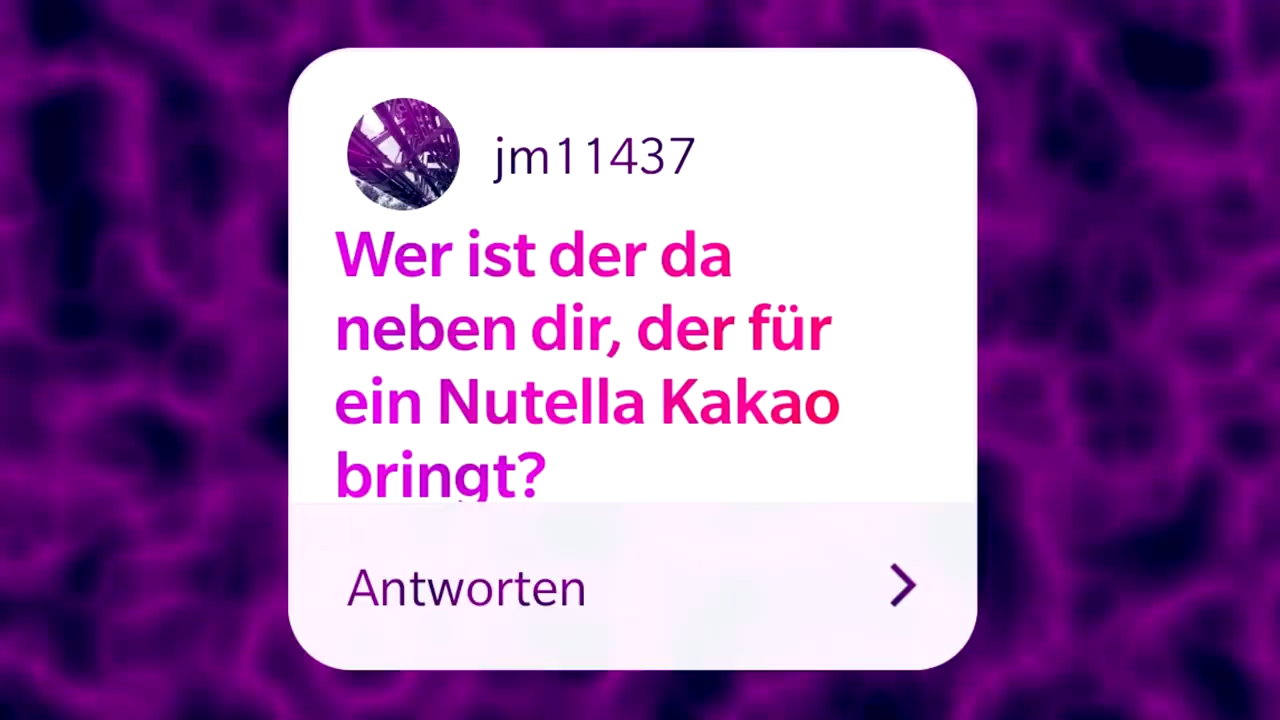 jm11437
Wer ist der da
neben dir, der für
ein Nutella Kakao
bringt?
Antworten